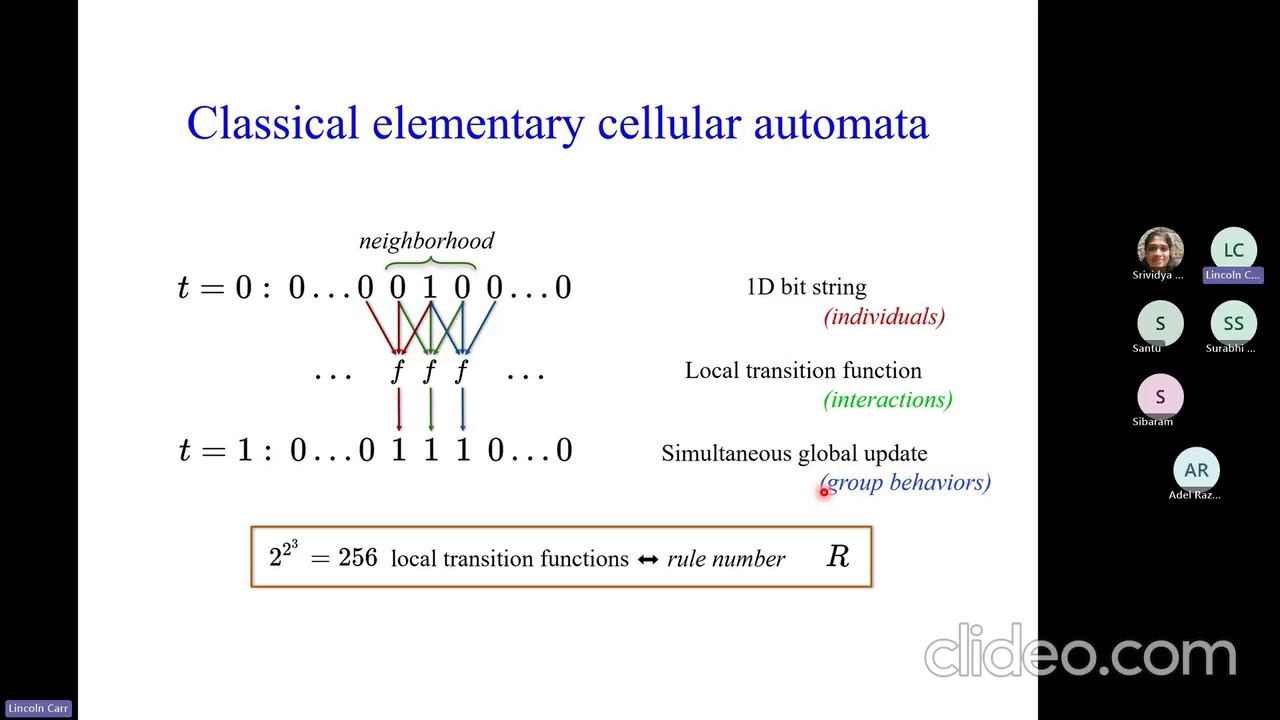 Classical elementary cellular automata
neighborhood
t = 0 : 0 . . . 0 0 1 0 0 . . . 0
1D bit string
(individuals)
. . . f f f . . .
Local transition function
(interactions)
t = 1 : 0 . . . 0 1 1 1 0 . . . 0
Simultaneous global update
(group behaviors)
2^{2^3} = 256 local transition functions ↔ rule number R
Srividya ...
LC
Lincoln C...
S
Santu
SS
Surabhi ...
S
Sibaram
AR
Adel Raz...
clideo.com
Lincoln Carr